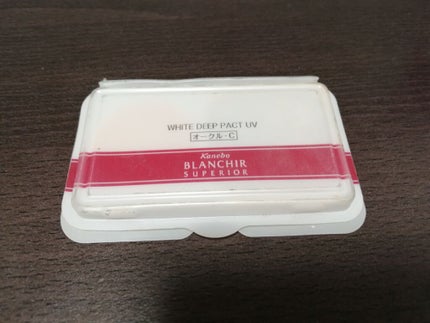 WHITE DEEP PACT UV
オークル-C
Kanebo
BLANCHIR
SUPERIOR